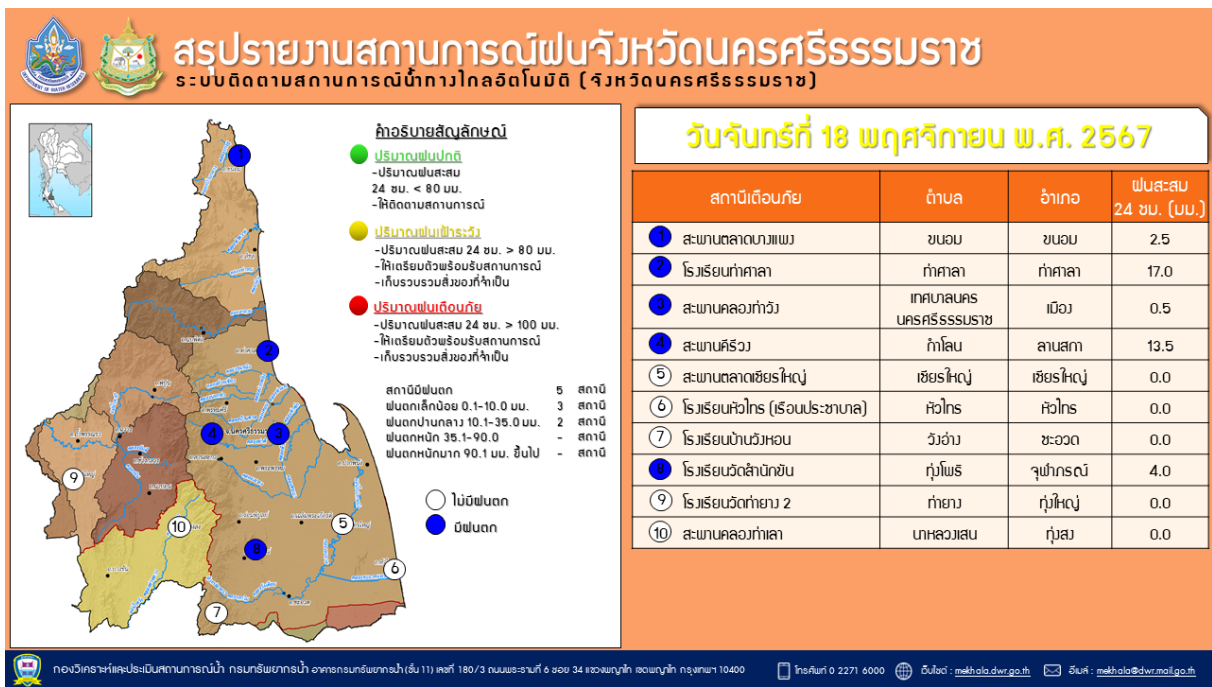 สรุปรายงานสถานการณ์ฝนจังหวัดนครศรีธรรมราช
ระบบติดตามสถานการณ์น้ำทางไกลอัตโนมัติ (จังหวัดนครศรีธรรมราช)
คำอธิบายสัญลักษณ์
ปริมาณฝนปกติ
-ปริมาณฝนสะสม
24 ชม. < 80 มม.
-ให้ติดตามสถานการณ์
ปริมาณฝนเฝ้าระวัง
-ปริมาณฝนสะสม 24 ชม. > 80 มม.
-ให้เตรียมตัวพร้อมรับสถานการณ์
-เก็บรวบรวมสิ่งของที่จำเป็น
ปริมาณฝนเตือนภัย
-ปริมาณฝนสะสม 24 ชม. > 100 มม.
-ให้เตรียมตัวพร้อมรับสถานการณ์
-เก็บรวบรวมสิ่งของที่จำเป็น
สถานีมีฝนตก 5 สถานี
ฝนตกเล็กน้อย 0.1-10.0 มม. 3 สถานี
ฝนตกปานกลาง 10.1-35.0 มม. 2 สถานี
ฝนตกหนัก 35.1-90.0 - สถานี
ฝนตกหนักมาก 90.1 มม. ขึ้นไป - สถานี
ไม่มีฝนตก
มีฝนตก
1
2
4
3
9
10
5
8
6
7
วันจันทร์ที่ 18 พฤศจิกายน พ.ศ. 2567
สถานีเตือนภัย ตำบล อำเภอ ฝนสะสม
24 ชม. (มม.)
1 สะพานตลาดบางแพง ขนอม ขนอม 2.5
2 โรงเรียนท่าศาลา ท่าศาลา ท่าศาลา 17.0
3 สะพานคลองท่าวัง เทศบาลนคร
นครศรีธรรมราช เมือง 0.5
4 สะพานคีรีวง กำโลน ลานสกา 13.5
5 สะพานตลาดเชียรใหญ่ เชียรใหญ่ เชียรใหญ่ 0.0
6 โรงเรียนหัวไทร (เรือนประชาบาล) หัวไทร หัวไทร 0.0
7 โรงเรียนบ้านวังหอน วังอ่าง ชะอวด 0.0
8 โรงเรียนวัดสำนักขัน ทุ่งโพธิ จุฬาภรณ์ 4.0
9 โรงเรียนวัดท่ายาง 2 ท่ายาง ทุ่งใหญ่ 0.0
10 สะพานคลองท่าเลา นาหลวงเสน ทุ่งสง 0.0
กองวิเคราะห์และประเมินสถานการณ์น้ำ กรมทรัพยากรน้ำ อาคารกรมทรัพยากรน้ำ (ชั้น 11) เลขที่ 180/3 ถนนพระรามที่ 6 ซอย 34 แขวงพญาไท เขตพญาไท กรุงเทพฯ 10400 โทรศัพท์ 0 2271 6000 เว็บไซต์ : mekhala.dwr.go.th อีเมล์ : mekhala@dwr.mail.go.th